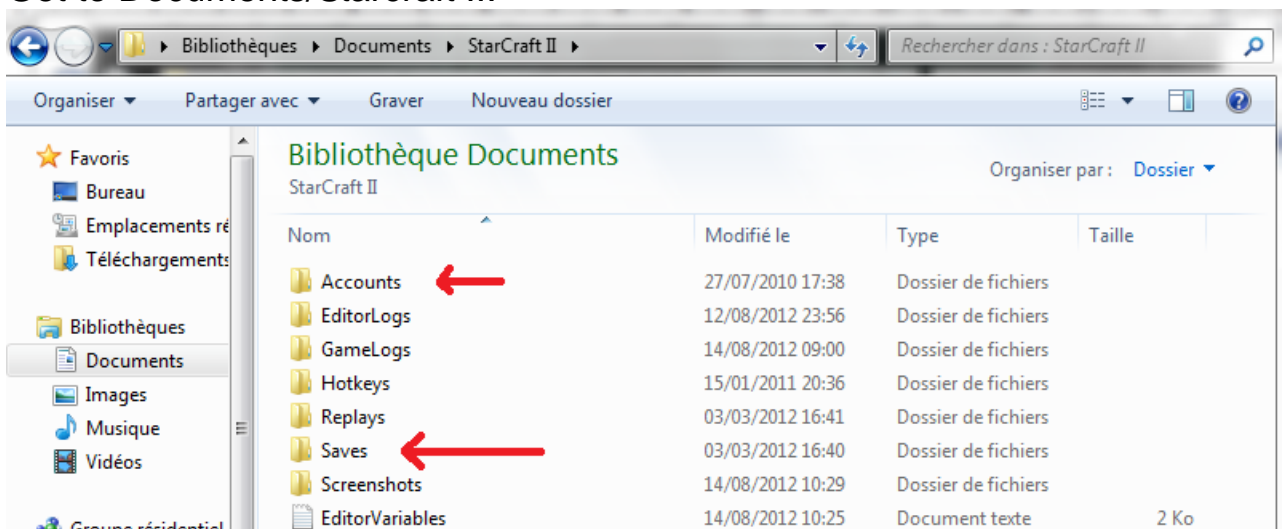 Bibliothèques Documents StarCraft II
Rechercher dans : StarCraft II
Organiser Partager avec Graver Nouveau dossier
Favoris
Bureau
Emplacements ré
Téléchargements
Bibliothèques
Documents
Images
Musique
Vidéos
Bibliothèque Documents
StarCraft II
Organiser par : Dossier
Nom Modifié le Type Taille
Accounts 27/07/2010 17:38 Dossier de fichiers
EditorLogs 12/08/2012 23:56 Dossier de fichiers
GameLogs 14/08/2012 09:00 Dossier de fichiers
Hotkeys 15/01/2011 20:36 Dossier de fichiers
Replays 03/03/2012 16:41 Dossier de fichiers
Saves 03/03/2012 16:40 Dossier de fichiers
Screenshots 14/08/2012 10:29 Dossier de fichiers
EditorVariables 14/08/2012 10:25 Document texte 2 Ko